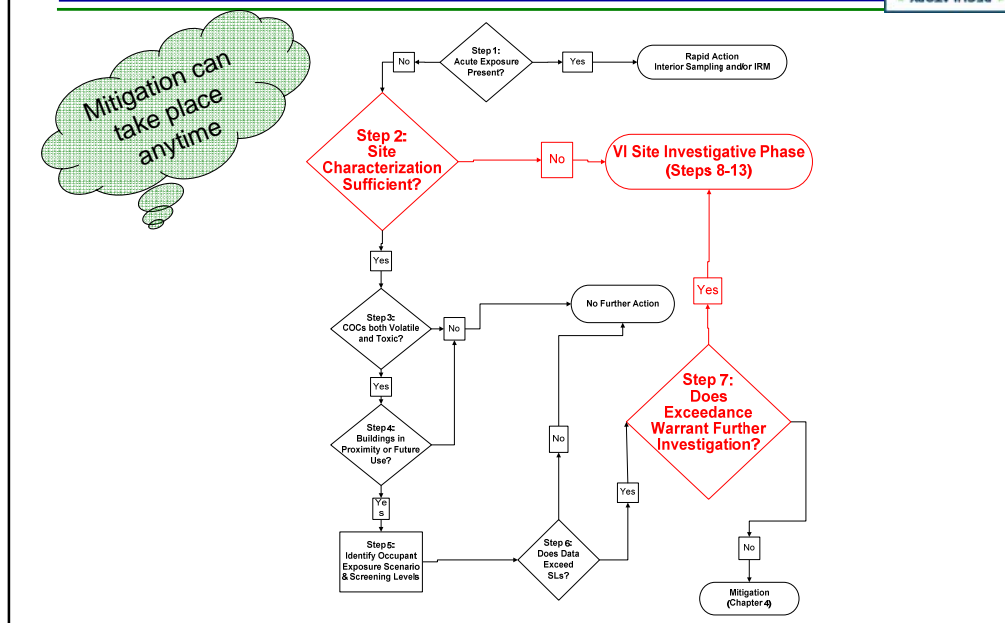 Mitigation can
take place
anytime
Step 1:
Acute Exposure
Present?
No
Yes
Rapid Action
Interior Sampling and/or IRM
Step 2:
Site
Characterization
Sufficient?
No
VI Site Investigative Phase
(Steps 8-13)
Yes
Step 3:
COCs both Volatile
and Toxic?
No
No Further Action
Yes
Yes
Step 4:
Buildings in
Proximity or Future
Use?
Step 7:
Does
Exceedance
Warrant Further
Investigation?
No
Yes
Ye
s
Step 5:
Identify Occupant
Exposure Scenario
& Screening Levels
Step 6:
Does Data
Exceed
SLs?
No
Mitigation
(Chapter 4)